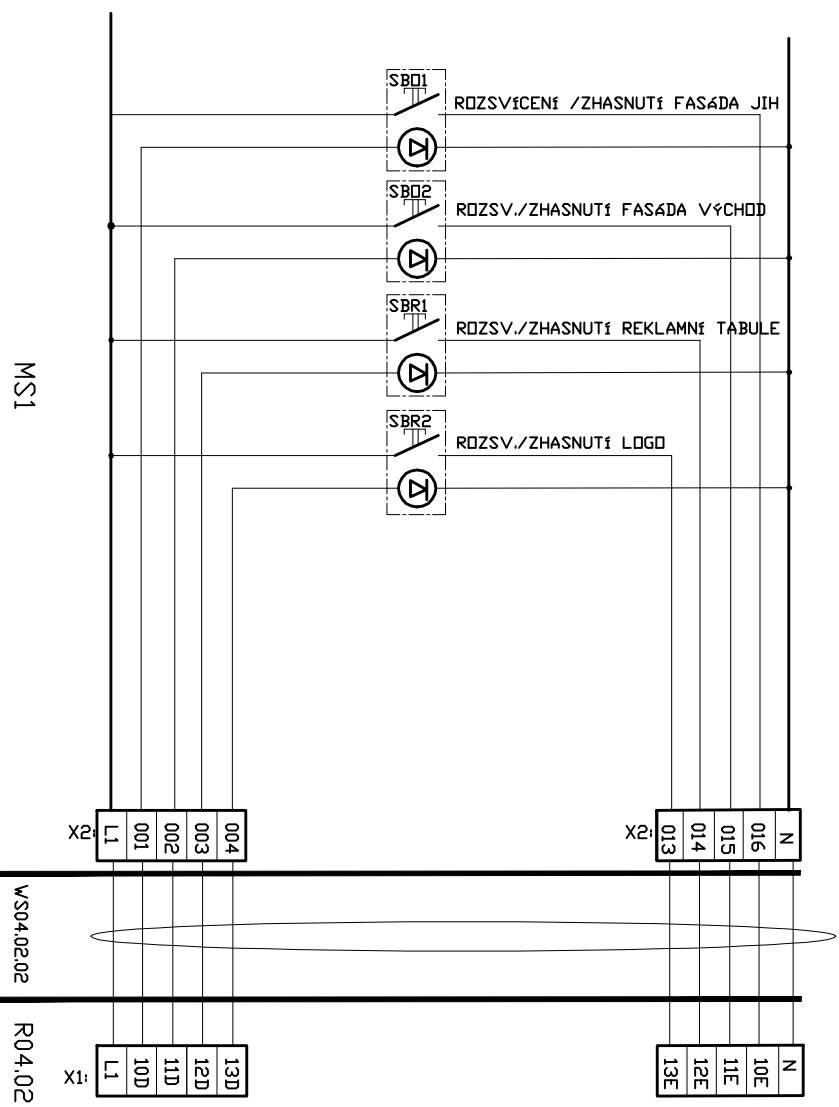 SBO1
ROZSVÍCENÍ /ZHASNUTÍ FASÁDA JIH
SBO2
ROZSV./ZHASNUTÍ FASÁDA VÝCHOD
SBR1
ROZSV./ZHASNUTÍ REKLAMNÍ TABULE
SBR2
ROZSV./ZHASNUTÍ LOGO
MS1
X2:
L1
001
002
003
004
X2:
013
014
015
016
N
WS04.02.02
R04.02
X1:
L1
10D
11D
12D
13D
13E
12E
11E
10E
N